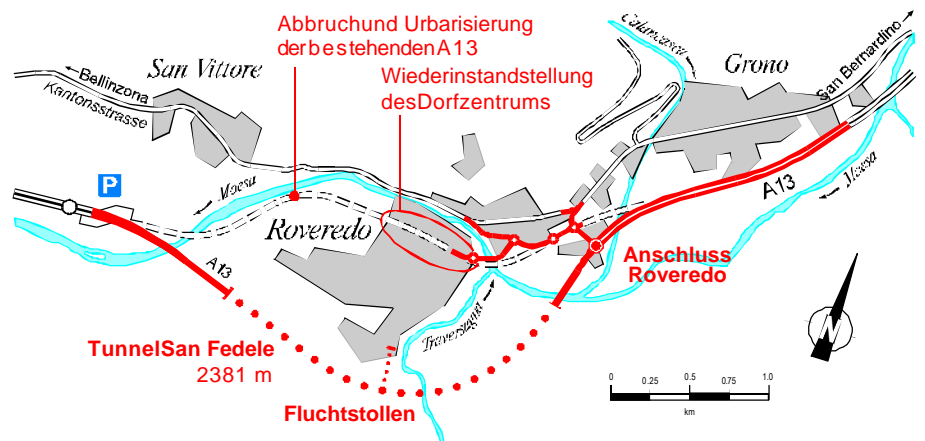 Abbruchund Urbarisierung
derbestehendenA13
Wiederinstandstellung
desDorfzentrums
San Vittore
Bellinzona
Kantonsstrasse
Calancasca
Grono
San Bernardino
P
Moesa
Roveredo
A13
Moesa
A13
Anschluss
Roveredo
Traversagna
TunnelSan Fedele
2381 m
Fluchtstollen
N
0 0.25 0.5 0.75 1.0
km